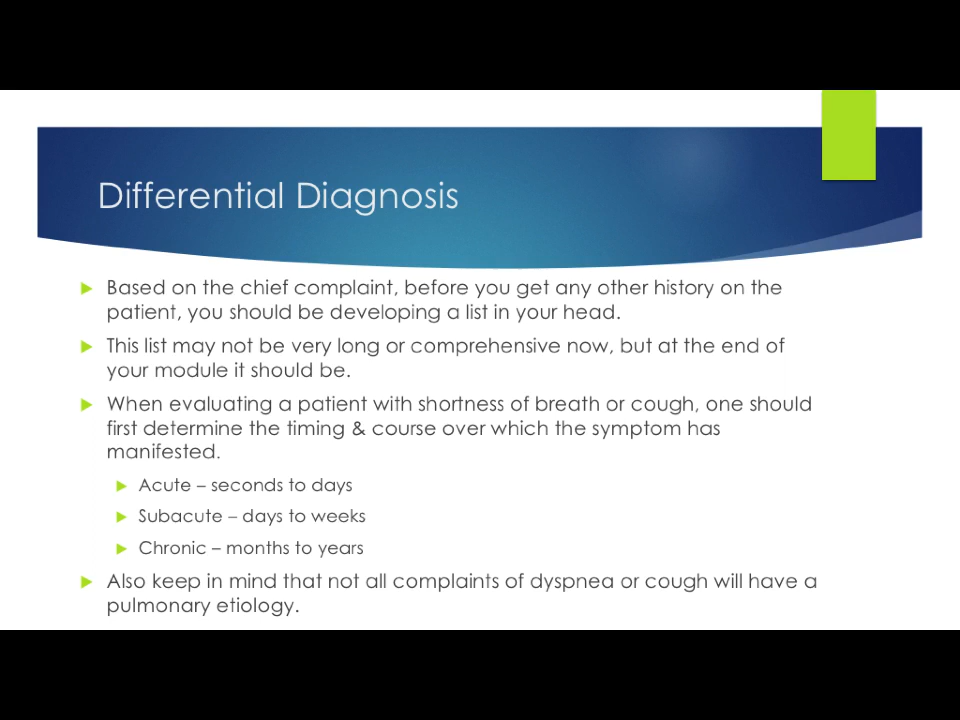 Differential Diagnosis
Based on the chief complaint, before you get any other history on the
patient, you should be developing a list in your head.
This list may not be very long or comprehensive now, but at the end of
your module it should be.
When evaluating a patient with shortness of breath or cough, one should
first determine the timing & course over which the symptom has
manifested.
Acute – seconds to days
Subacute – days to weeks
Chronic – months to years
Also keep in mind that not all complaints of dyspnea or cough will have a
pulmonary etiology.